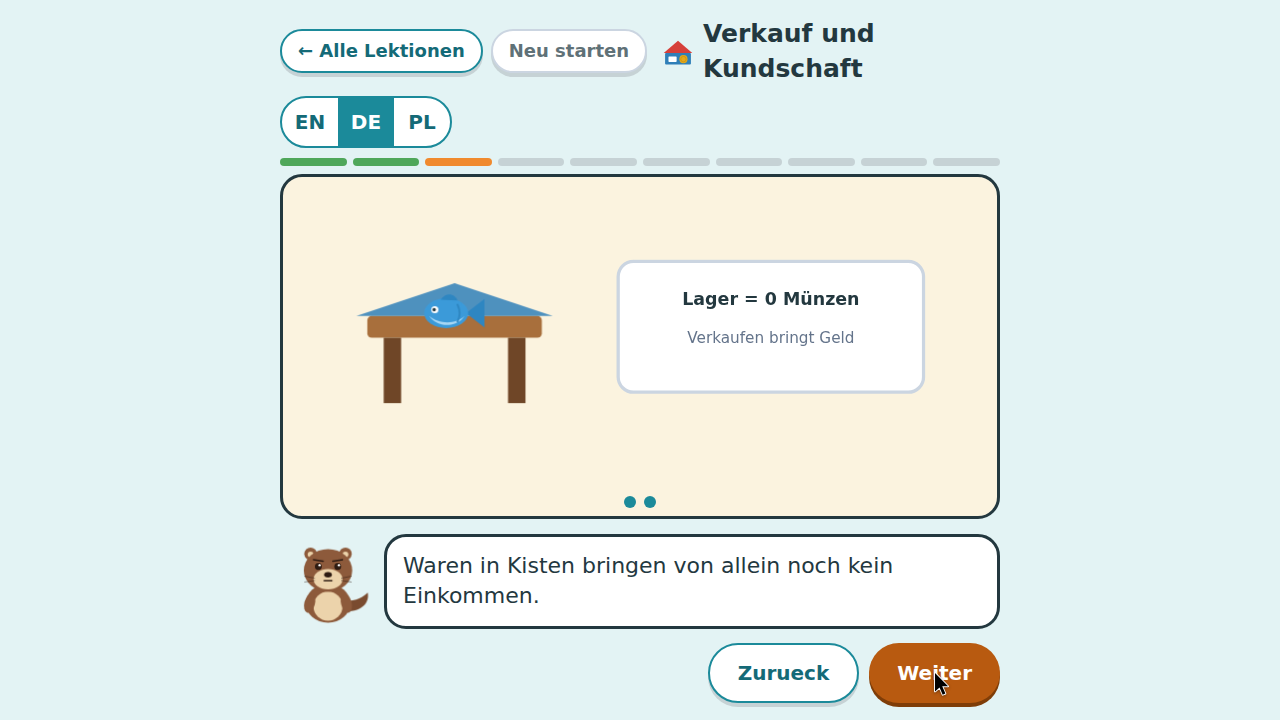 ← Alle Lektionen
Neu starten
Verkauf und
Kundschaft
EN DE PL
Lager = 0 Münzen
Verkaufen bringt Geld
Waren in Kisten bringen von allein noch kein
Einkommen.
Zurueck
Weiter